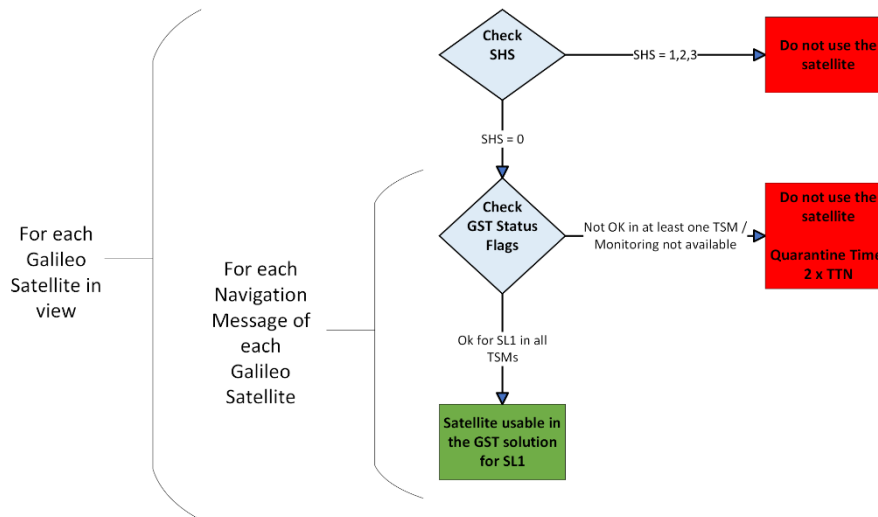 Check
SHS
SHS = 1,2,3
Do not use the
satellite
SHS = 0
For each
Galileo
Satellite in
view
For each
Navigation
Message of
each
Galileo
Satellite
Check
GST Status
Flags
Not OK in at least one TSM /
Monitoring not available
Do not use the
satellite
Quarantine Time
2 x TTN
Ok for SL1 in all
TSMs
Satellite usable in
the GST solution
for SL1